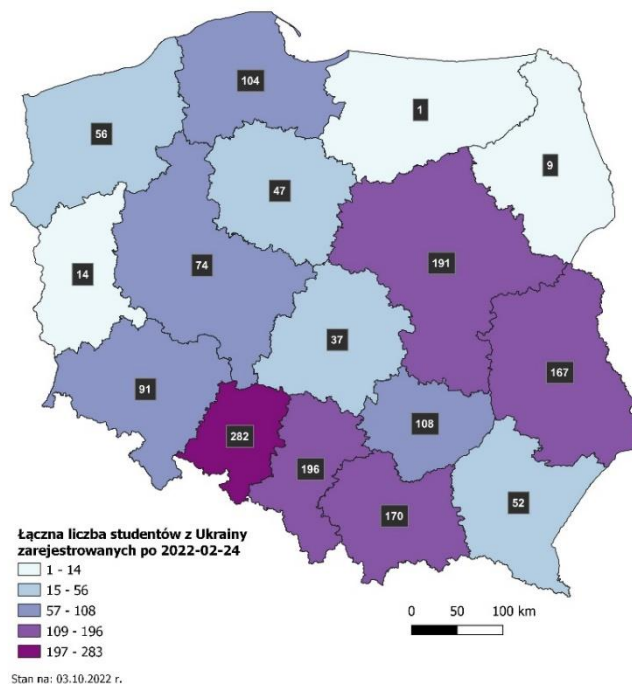 104
1
56
9
47
14
74
191
37
167
91
108
282
196
52
170
Łączna liczba studentów z Ukrainy
zarejestrowanych po 2022-02-24
1 - 14
15 - 56
57 - 108
109 - 196
197 - 283
0 50 100 km
Stan na: 03.10.2022 r.